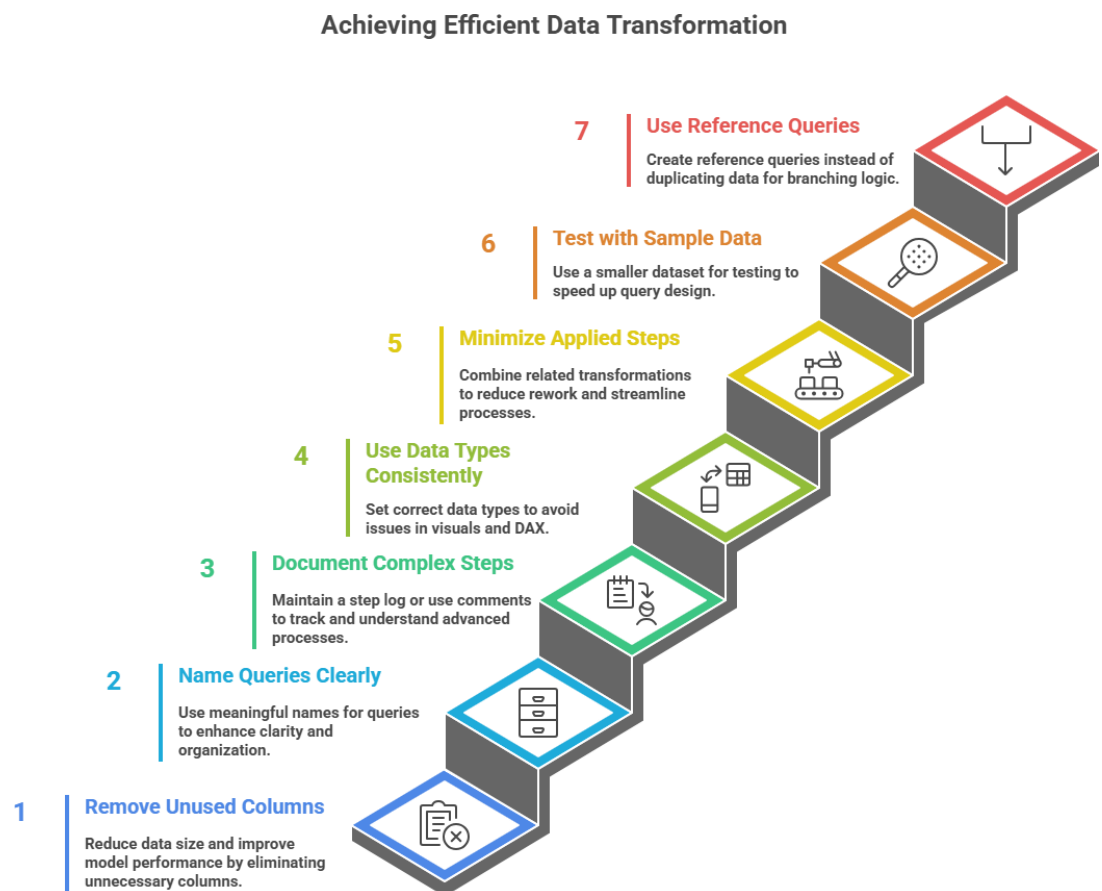 Achieving Efficient Data Transformation
7
Use Reference Queries
Create reference queries instead of
duplicating data for branching logic.
6
Test with Sample Data
Use a smaller dataset for testing to
speed up query design.
5
Minimize Applied Steps
Combine related transformations
to reduce rework and streamline
processes.
4
Use Data Types
Consistently
Set correct data types to avoid
issues in visuals and DAX.
3
Document Complex Steps
Maintain a step log or use comments
to track and understand advanced
processes.
2
Name Queries Clearly
Use meaningful names for queries
to enhance clarity and
organization.
1
Remove Unused Columns
Reduce data size and improve
model performance by eliminating
unnecessary columns.